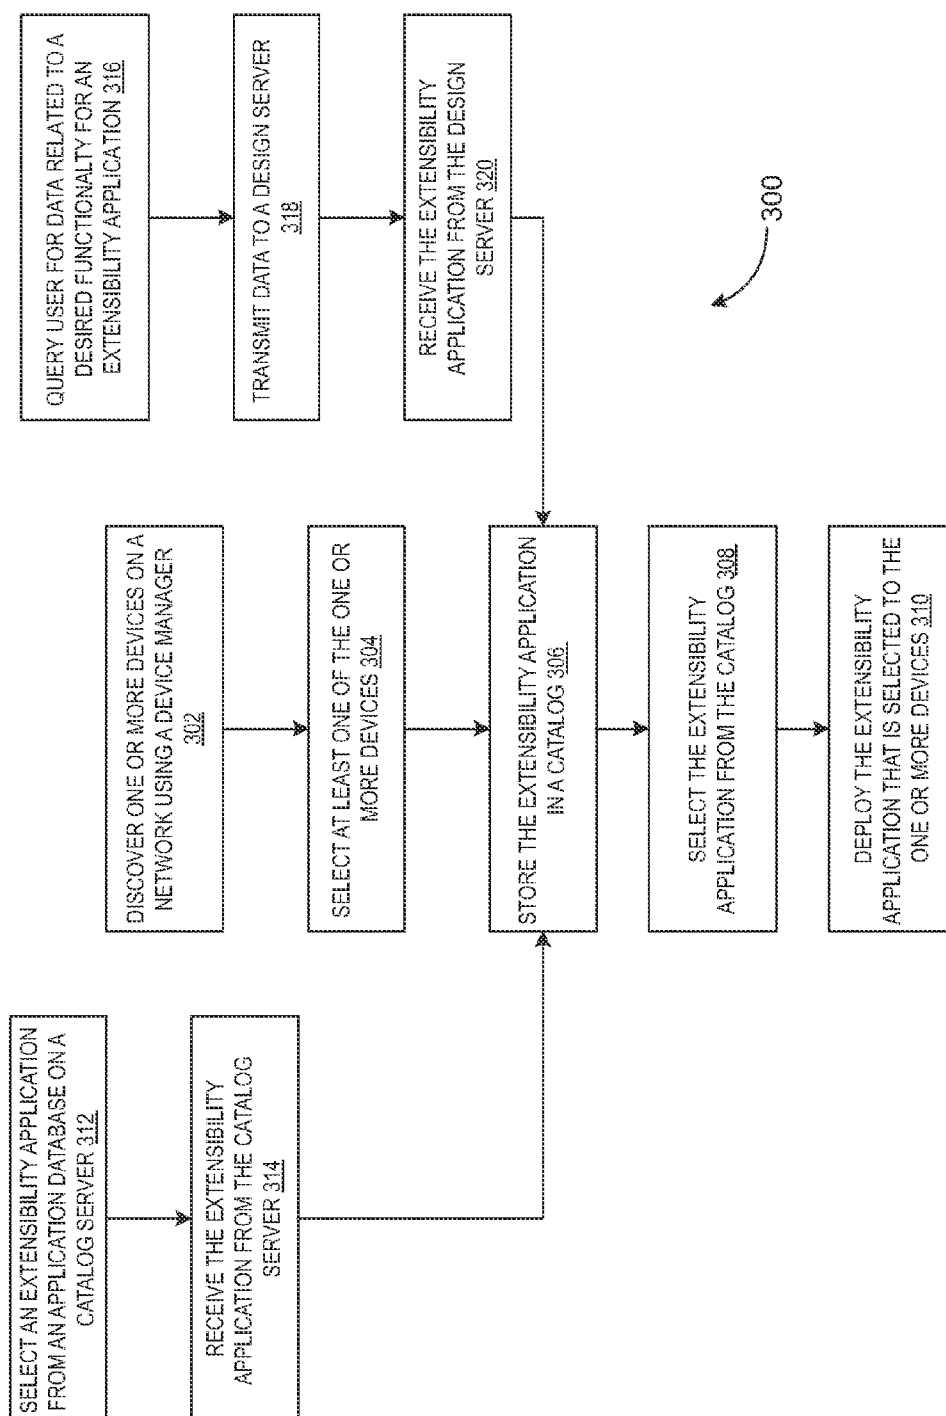 SELECT AN EXTENSIBILITY APPLICATION
FROM AN APPLICATION DATABASE ON A
CATALOG SERVER 312
RECEIVE THE EXTENSIBILITY
APPLICATION FROM THE CATALOG
SERVER 314
DISCOVER ONE OR MORE DEVICES ON A
NETWORK USING A DEVICE MANAGER
302
SELECT AT LEAST ONE OF THE ONE OR
MORE DEVICES 304
STORE THE EXTENSIBILITY APPLICATION
IN A CATALOG 306
SELECT THE EXTENSIBILITY
APPLICATION FROM THE CATALOG 308
DEPLOY THE EXTENSIBILITY
APPLICATION THAT IS SELECTED TO THE
ONE OR MORE DEVICES 310
QUERY USER FOR DATA RELATED TO A
DESIRED FUNCTIONALTY FOR AN
EXTENSIBILITY APPLICATION 316
TRANSMIT DATA TO A DESIGN SERVER
318
RECEIVE THE EXTENSIBILITY
APPLICATION FROM THE DESIGN
SERVER 320
300